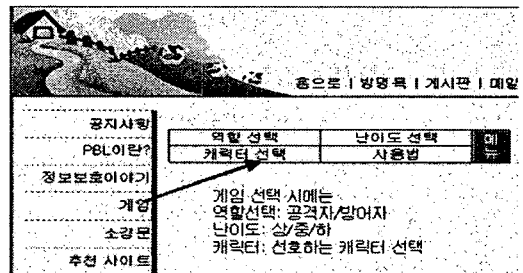 홈으로 | 방명록 | 게시판 | 메일
공지사항
PBL이란?
정보보호이야기
게임
소감문
추천 사이트
역할 선택
난이도 선택
캐릭터 선택
사용법
메뉴
게임 선택 시에는
역할선택: 공격자/방어자
난이도: 상/중/하
캐릭터: 선호하는 캐릭터 선택